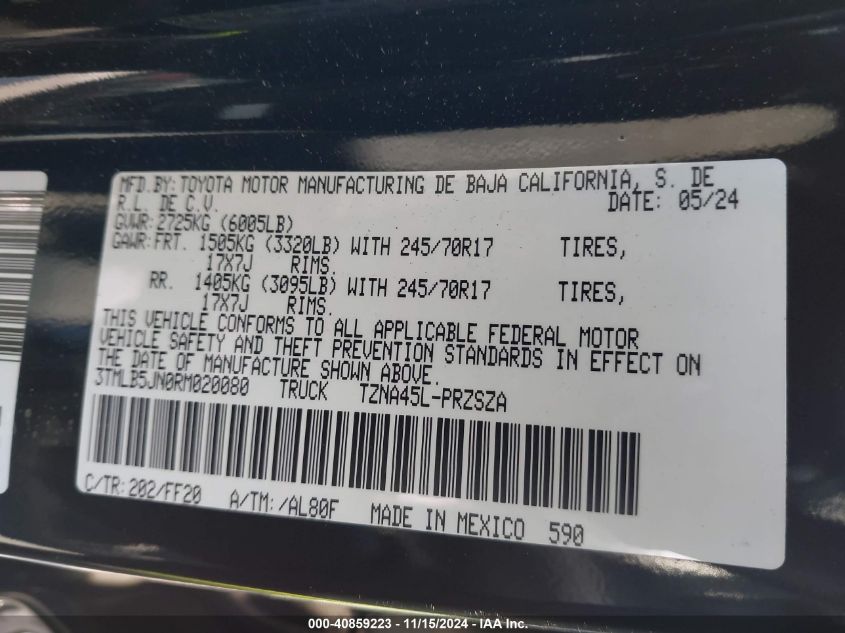 MFD.BY: TOYOTA MOTOR MANUFACTURING DE BAJA CALIFORNIA, S. DE
R.L. DE C.V. DATE: 05/24
GVWR: 2725KG (6005LB)
GAWR: FRT. 1505KG (3320LB) WITH 245/70R17 TIRES,
17X7J RIMS.
RR. 1405KG (3095LB) WITH 245/70R17 TIRES,
17X7J RIMS.
THIS VEHICLE CONFORMS TO ALL APPLICABLE FEDERAL MOTOR
VEHICLE SAFETY AND THEFT PREVENTION STANDARDS IN EFFECT ON
THE DATE OF MANUFACTURE SHOWN ABOVE.
3TMLB5JN0RM020080 TRUCK TZNA45L-PRZSZA
C/TR: 202/FF20 A/TM: /AL80F MADE IN MEXICO 590
000-40859223 - 11/15/2024 - IAA Inc.